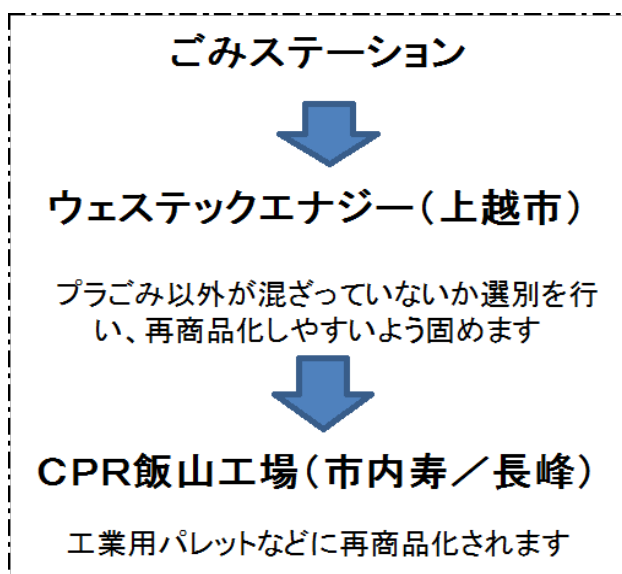 ごみステーション
ウェステックエナジー（上越市）
プラごみ以外が混ざっていないか選別を行
い、再商品化しやすいよう固めます
ＣＰＲ飯山工場（市内寿／長峰）
工業用パレットなどに再商品化されます